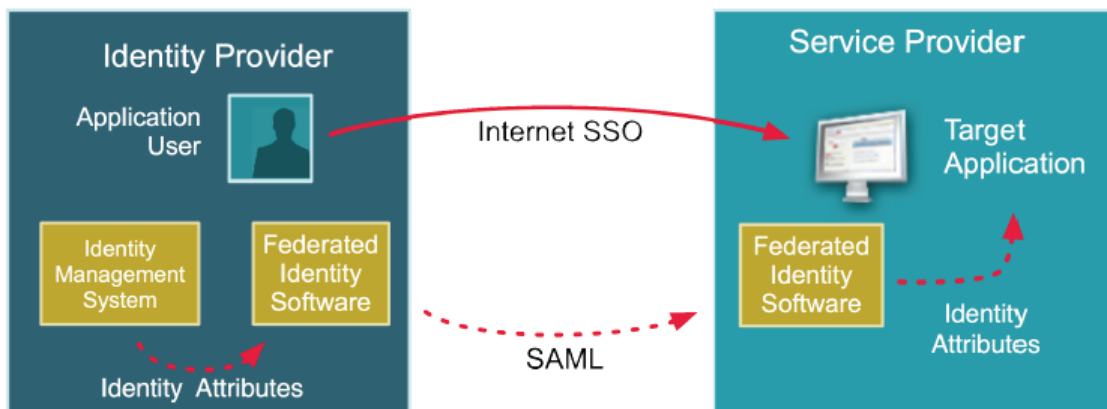 Identity Provider
Application
User
Identity
Management
System
Federated
Identity
Software
Identity Attributes
Internet SSO
SAML
Service Provider
Target
Application
Federated
Identity
Software
Identity
Attributes